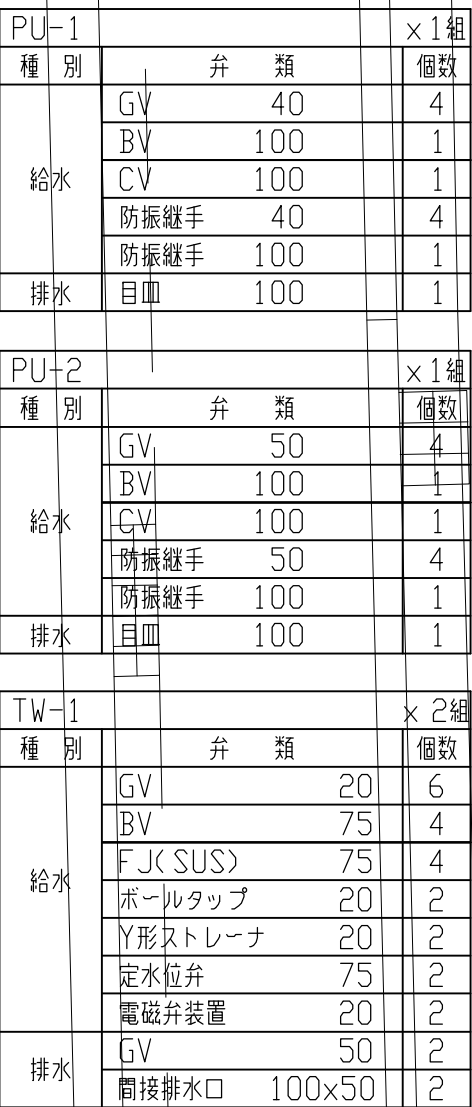 PU-1 ×1組
種 別 弁 類 個数
給水
GV 40 4
BV 100 1
CV 100 1
防振継手 40 4
防振継手 100 1
排水 目皿 100 1
PU-2 ×1組
種 別 弁 類 個数
給水
GV 50 4
BV 100 1
CV 100 1
防振継手 50 4
防振継手 100 1
排水 目皿 100 1
TW-1 × 2組
種 別 弁 類 個数
給水
GV 20 6
BV 75 4
FJ(SUS) 75 4
ボールタップ 20 2
Y形ストレーナ 20 2
定水位弁 75 2
電磁弁装置 20 2
排水
GV 50 2
間接排水口 100x50 2